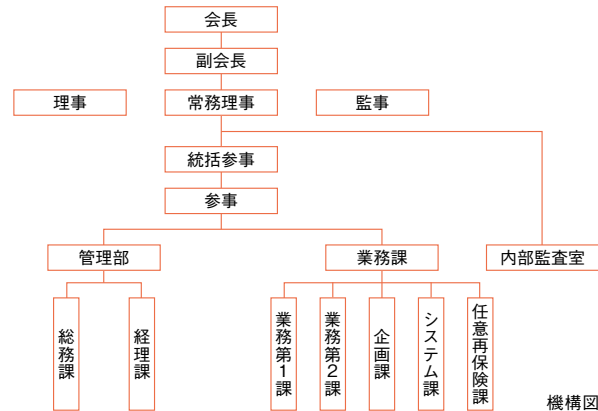 会長
副会長
理事
常務理事
監事
統括参事
参事
管理部
業務課
内部監査室
総務課
経理課
業務第1課
業務第2課
企画課
システム課
任意再保険課
機構図